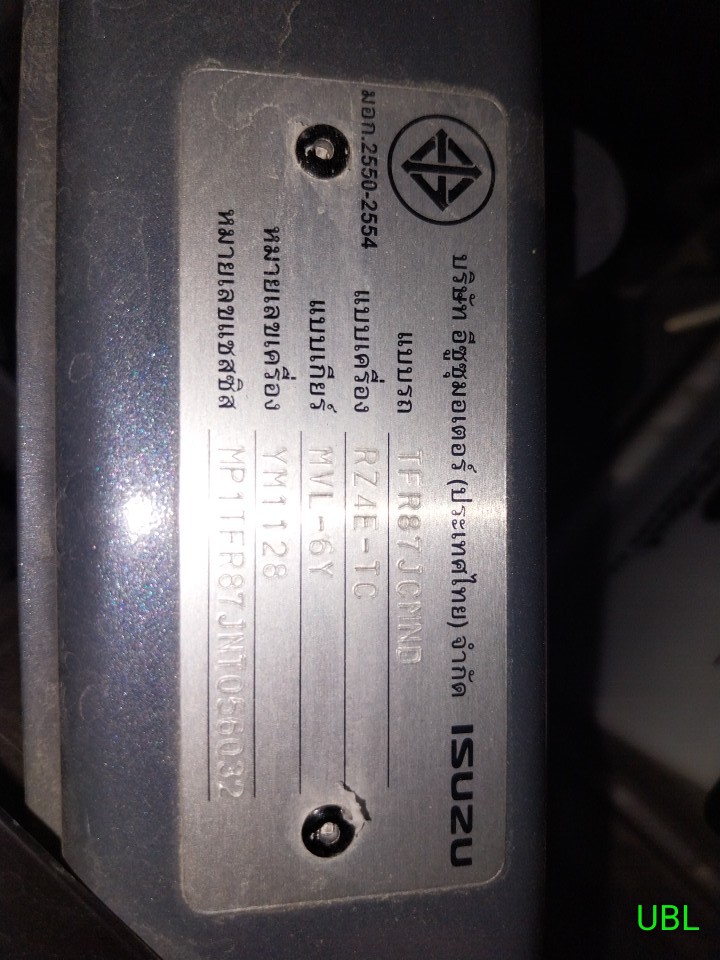 บริษัท อีซูซุมอเตอร์ (ประเทศไทย) จำกัด ISUZU
มอก.2550-2554
แบบรถ TFR87JCMND
แบบเครื่อง RZ4E-TC
แบบเกียร์ MVL-6Y
หมายเลขเครื่อง YM1128
หมายเลขแชสซิส MP1TFR87JNT056032
UBL